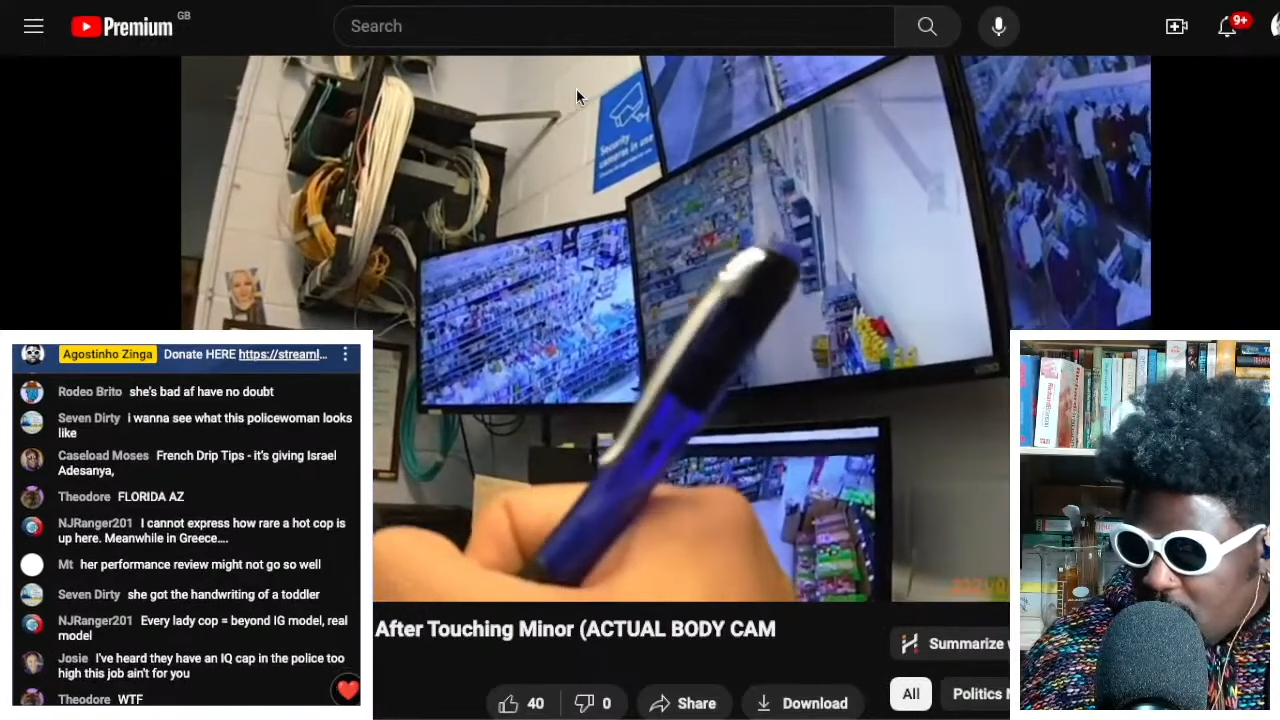 Premium GB
Search
9+
Security
cameras in use
Agostinho Zinga Donate HERE https://streaml...
Rodeo Brito she's bad af have no doubt
Seven Dirty i wanna see what this policewoman looks
like
Caseload Moses French Drip Tips - it's giving Israel
Adesanya,
Theodore FLORIDA AZ
NJRanger201 I cannot express how rare a hot cop is
up here. Meanwhile in Greece....
Mt her performance review might not go so well
Seven Dirty she got the handwriting of a toddler
NJRanger201 Every lady cop = beyond IG model, real
model
Josie I've heard they have an IQ cap in the police too
high this job ain't for you
Theodore WTF
After Touching Minor (ACTUAL BODY CAM
Summarize
40
0
Share
Download
All
Politics